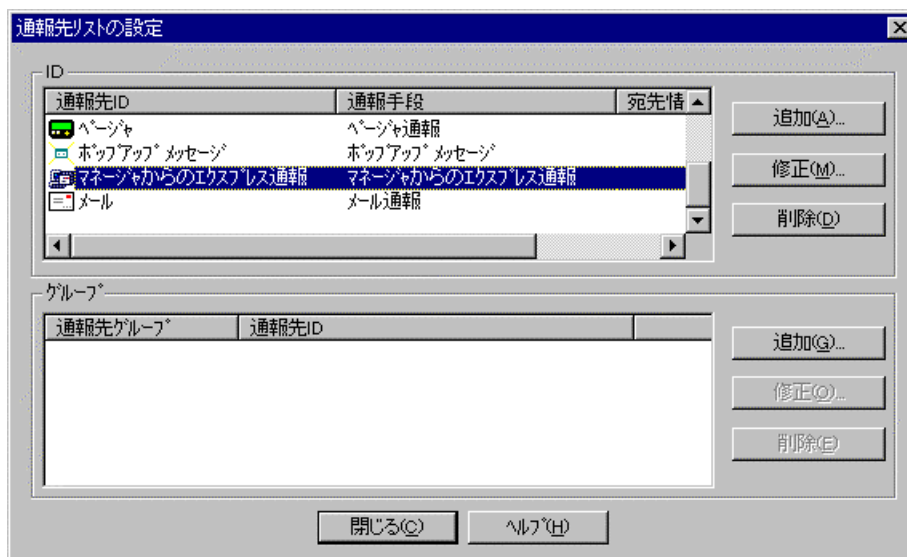 通報先リストの設定
ID
通報先ID 通報手段 宛先情
ページャ ページャ通報
ポップアップ メッセージ ポップアップ メッセージ
マネージャからのエクスプレス通報 マネージャからのエクスプレス通報
メール メール通報
追加(A)...
修正(M)...
削除(D)
グループ
通報先グループ 通報先ID
追加(G)...
修正(O)...
削除(E)
閉じる(C) ヘルプ(H)